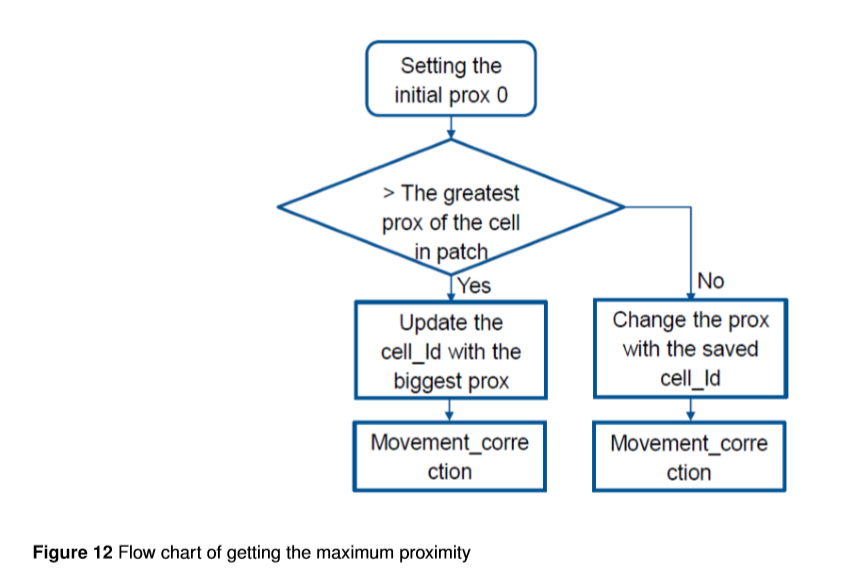 Setting the
initial prox 0
> The greatest
prox of the cell
in patch
Yes
No
Update the
cell_Id with the
biggest prox
Change the prox
with the saved
cell_Id
Movement_corre
ction
Movement_corre
ction
Figure 12 Flow chart of getting the maximum proximity